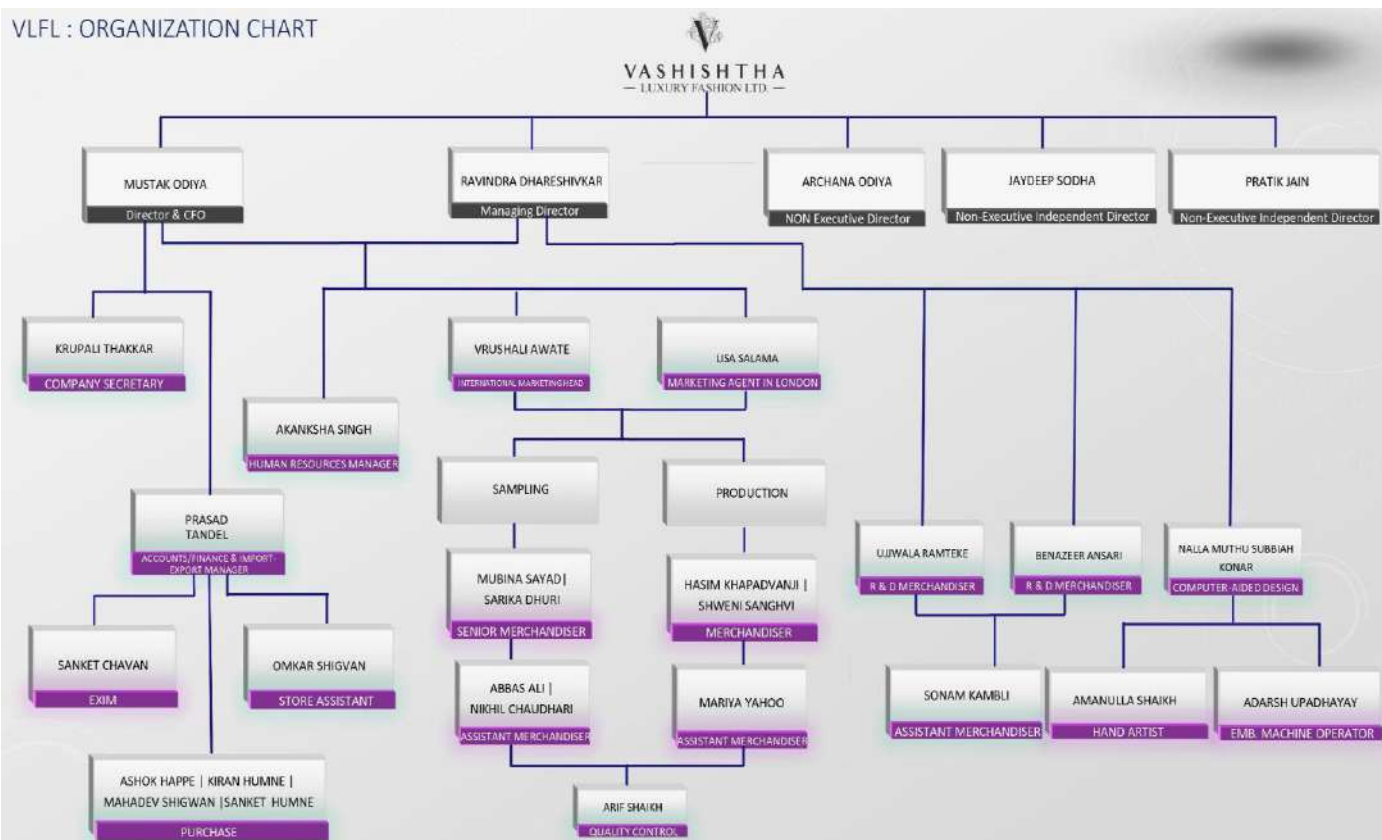 VLFL : ORGANIZATION CHART
VASHISHTHA
— LUXURY FASHION LTD. —
MUSTAK ODIYA
Director & CFO
RAVINDRA DHARESHIVKAR
Managing Director
ARCHANA ODIYA
NON Executive Director
JAYDEEP SODHA
Non-Executive Independent Director
PRATIK JAIN
Non-Executive Independent Director
KRUPALI THAKKAR
COMPANY SECRETARY
VRUSHALI AWATE
INTERNATIONAL MARKETING HEAD
LISA SALAMA
MARKETING AGENT IN LONDON
AKANKSHA SINGH
HUMAN RESOURCES MANAGER
SAMPLING
PRODUCTION
PRASAD
TANDEL
ACCOUNTS/FINANCE & IMPORT-
EXPORT MANAGER
UJJWALA RAMTEKE
R & D MERCHANDISER
BENAZEER ANSARI
R & D MERCHANDISER
NALLA MUTHU SUBBIAH
KONAR
COMPUTER-AIDED DESIGN
MUBINA SAYAD|
SARIKA DHURI
SENIOR MERCHANDISER
HASIM KHAPADVANJI |
SHWENI SANGHVI
MERCHANDISER
SANKET CHAVAN
EXIM
OMKAR SHIGVAN
STORE ASSISTANT
ABBAS ALI |
NIKHIL CHAUDHARI
ASSISTANT MERCHANDISER
MARIYA YAHOO
ASSISTANT MERCHANDISER
SONAM KAMBLI
ASSISTANT MERCHANDISER
AMANULLA SHAIKH
HAND ARTIST
ADARSH UPADHAYAY
EMB. MACHINE OPERATOR
ASHOK HAPPE | KIRAN HUMNE |
MAHADEV SHIGWAN |SANKET HUMNE
PURCHASE
ARIF SHAIKH
QUALITY CONTROL